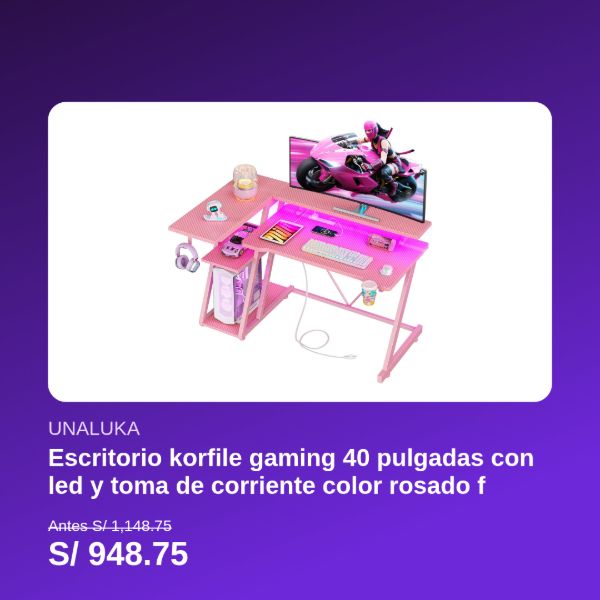 UNALUKA
Escritorio korfile gaming 40 pulgadas con
led y toma de corriente color rosado f
Antes S/ 1,148.75
S/ 948.75